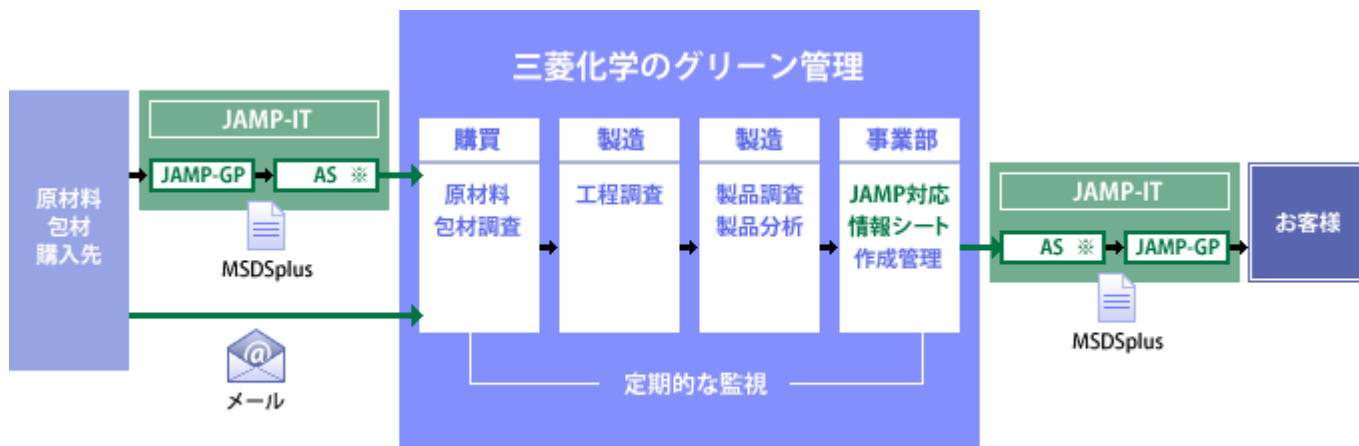 三菱化学のグリーン管理
原材料
包材
購入先
JAMP-IT
JAMP-GP
AS ※
MSDSplus
@
メール
購買
原材料
包材調査
製造
工程調査
製造
製品調査
製品分析
事業部
JAMP対応
情報シート
作成管理
定期的な監視
JAMP-IT
AS ※
JAMP-GP
MSDSplus
お客様